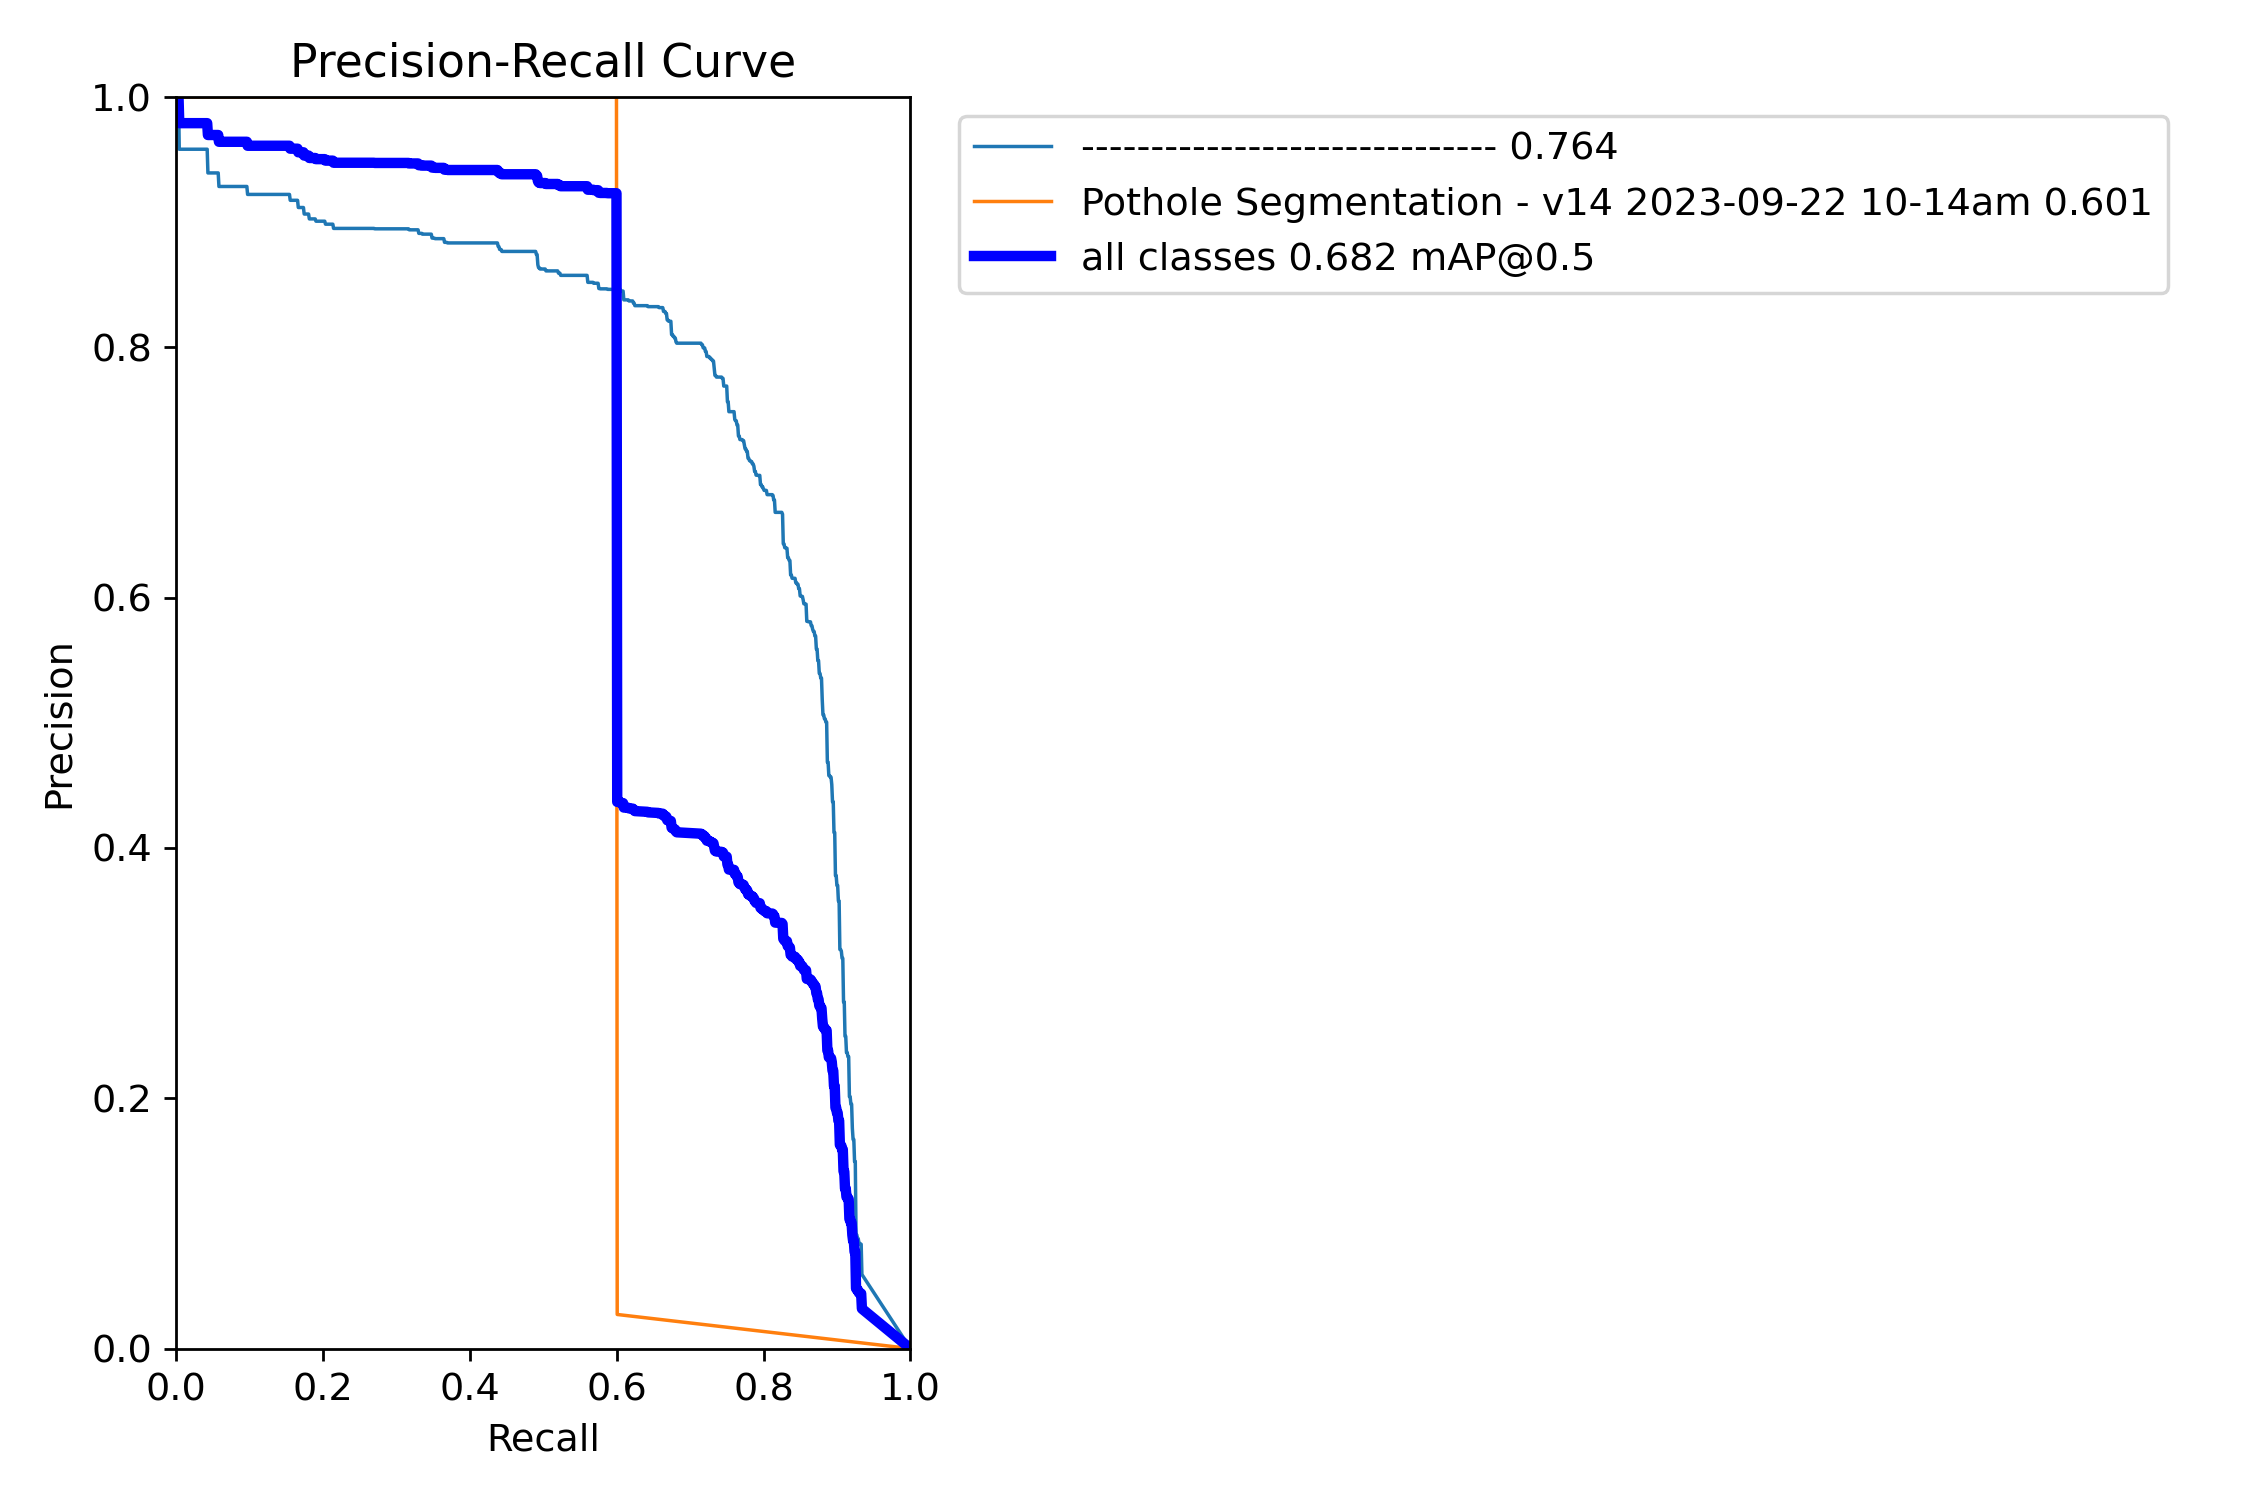 Precision-Recall Curve
------------------------------ 0.764
Pothole Segmentation - v14 2023-09-22 10-14am 0.601
all classes 0.682 mAP@0.5
1.0
0.8
0.6
0.4
0.2
0.0
Precision
0.0 0.2 0.4 0.6 0.8 1.0
Recall